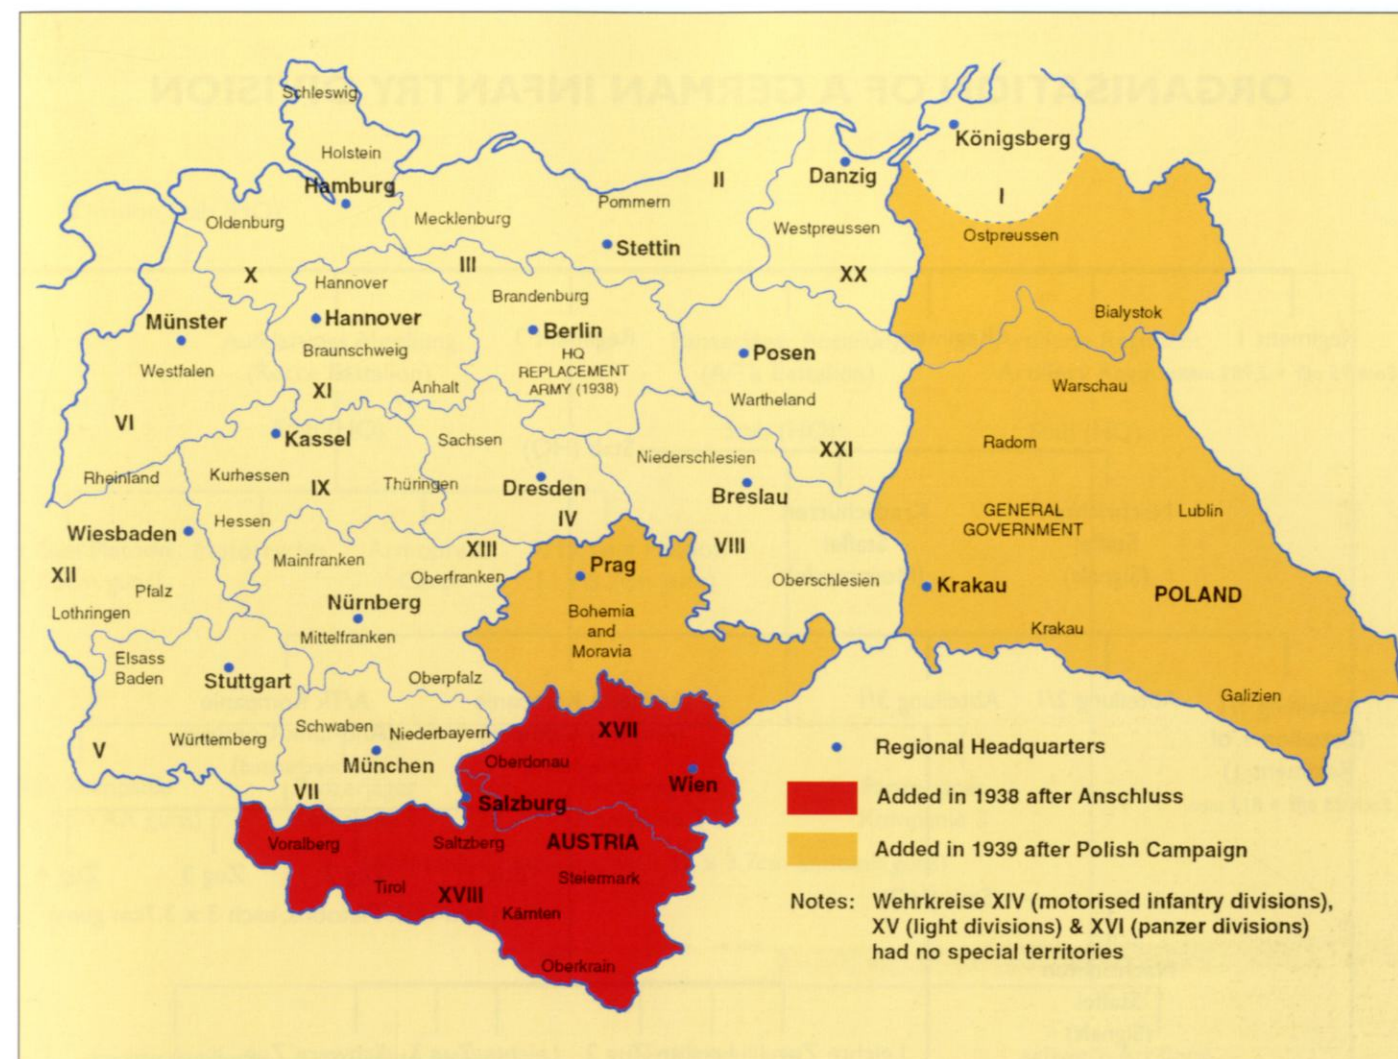 ORGANISATION OF A GERMAN INFANTRY DIVISION
Schleswig
Holstein
Hamburg
Königsberg
I
Danzig
II
Pommern
Oldenburg
Mecklenburg
Stettin
Westpreussen
Ostpreussen
X
III
XX
Hannover
Brandenburg
Bialystok
Münster
Hannover
Berlin
HQ
REPLACEMENT
ARMY (1938)
Posen
Westfalen
Braunschweig
XI
Anhalt
Wartheland
Warschau
VI
Kassel
Sachsen
Radom
Rheinland
Kurhessen
IX
Thüringen
Dresden
Niederschlesien
XXI
Breslau
Hessen
IV
GENERAL
GOVERNMENT
Lublin
Wiesbaden
Mainfranken
XIII
VIII
XII
Pfalz
Oberfranken
Prag
Oberschlesien
Krakau
POLAND
Lothringen
Nürnberg
Bohemia
and
Moravia
Krakau
Mittelfranken
Elsass
Baden
Stuttgart
Oberpfalz
Galizien
V
Württemberg
Schwaben
Niederbayern
XVII
München
Oberdonau
Wien
VII
Salzburg
Voralberg
Saltzberg
AUSTRIA
Tirol
XVIII
Steiermark
Kämten
Oberkrain
Regional Headquarters
Added in 1938 after Anschluss
Added in 1939 after Polish Campaign
Notes: Wehrkreise XIV (motorised infantry divisions),
XV (light divisions) & XVI (panzer divisions)
had no special territories